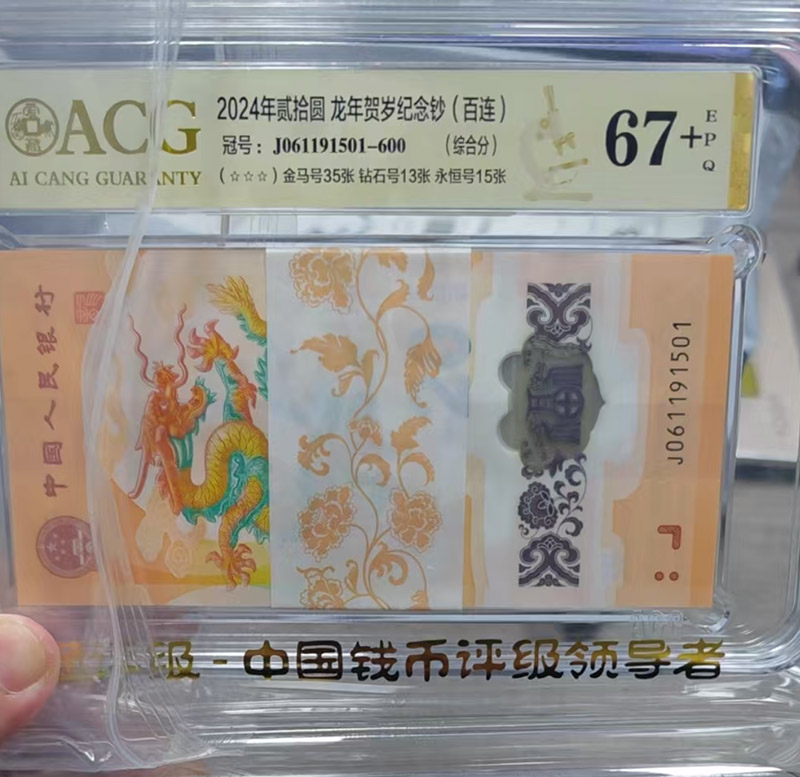 ACG
AI CANG GUARANTY
2024年贰拾圆 龙年贺岁纪念钞（百连）
冠号：J061191501-600 （综合分）
（☆☆☆）金马号35张 钻石号13张 永恒号15张
67+
EPQ
中国人民银行
J061191501
级-中国钱币评级领导者